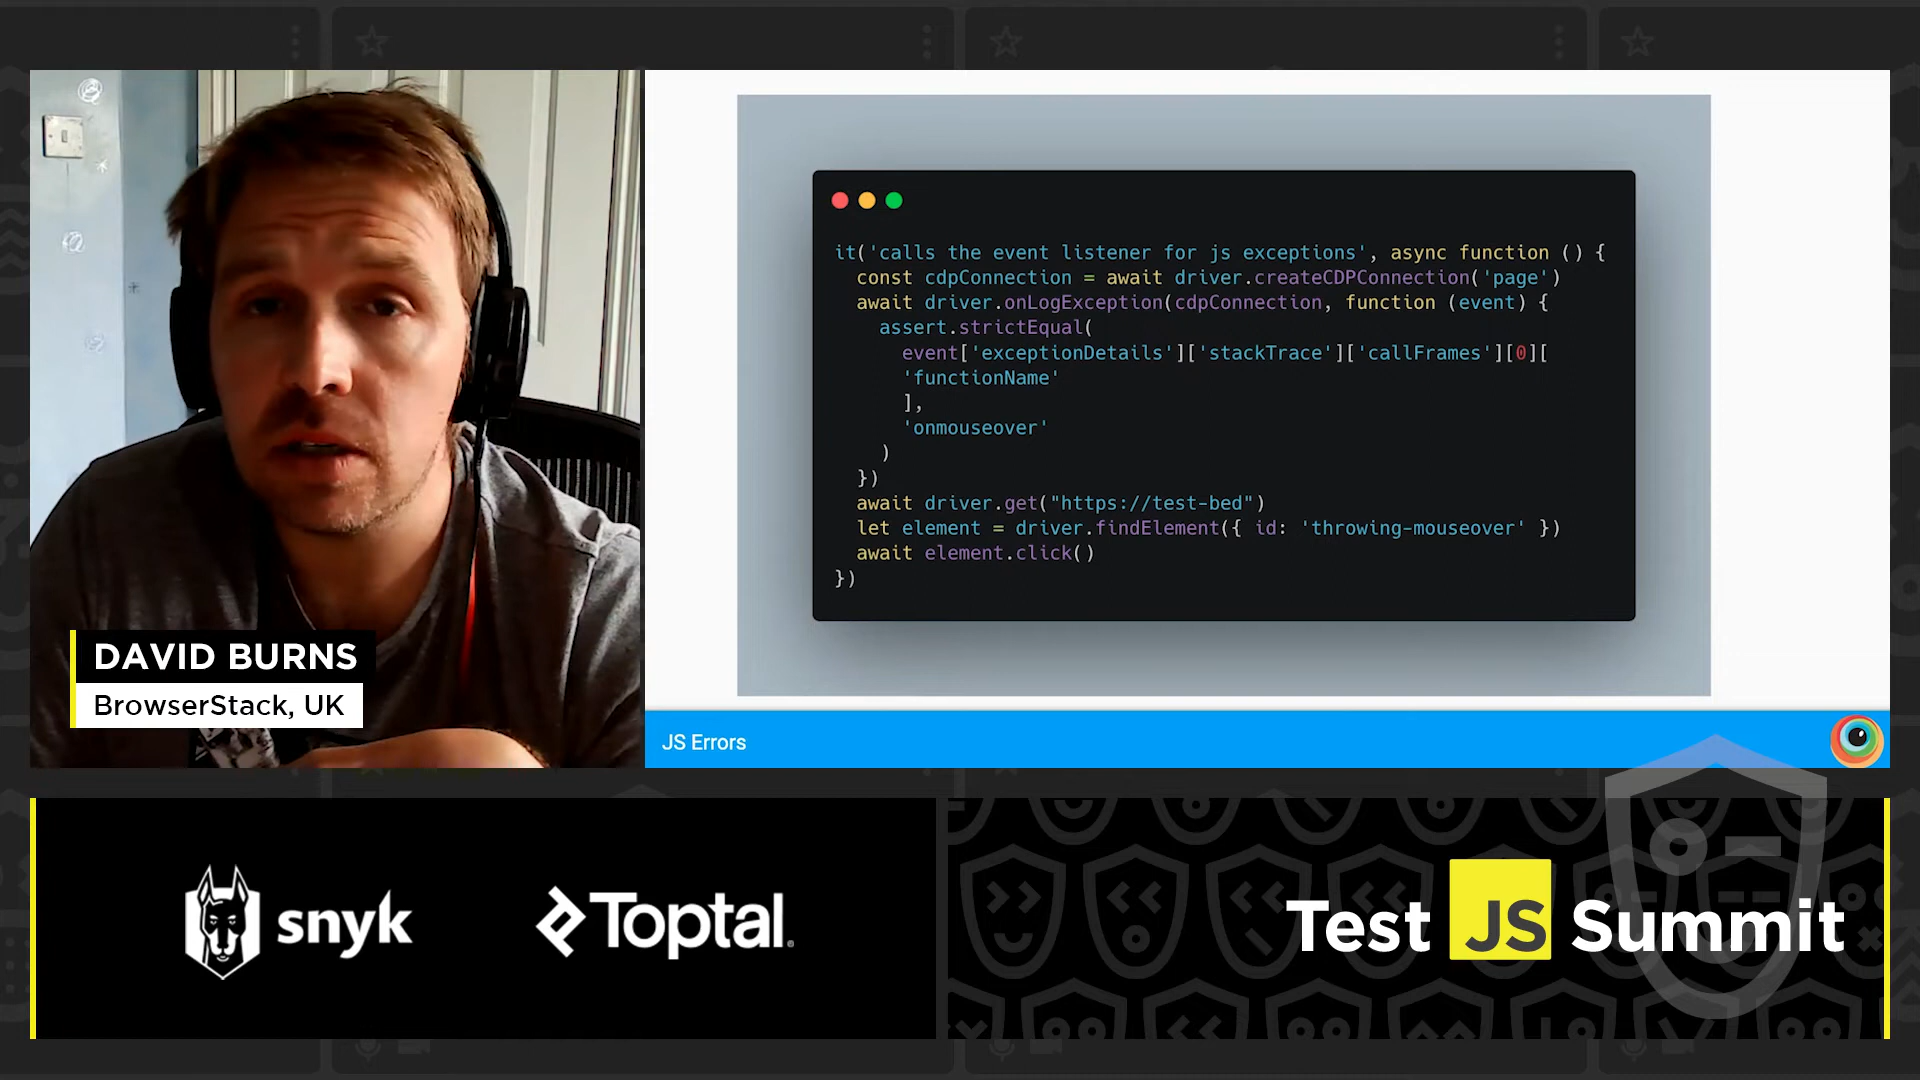 it('calls the event listener for js exceptions', async function () {
const cdpConnection = await driver.createCDPConnection('page')
await driver.onLogException(cdpConnection, function (event) {
assert.strictEqual(
event['exceptionDetails']['stackTrace']['callFrames'][0][
'functionName'
],
'onmouseover'
)
})
await driver.get("https://test-bed")
let element = driver.findElement({ id: 'throwing-mouseover' })
await element.click()
})
JS Errors
DAVID BURNS
BrowserStack, UK
snyk
Toptal
Test JS Summit